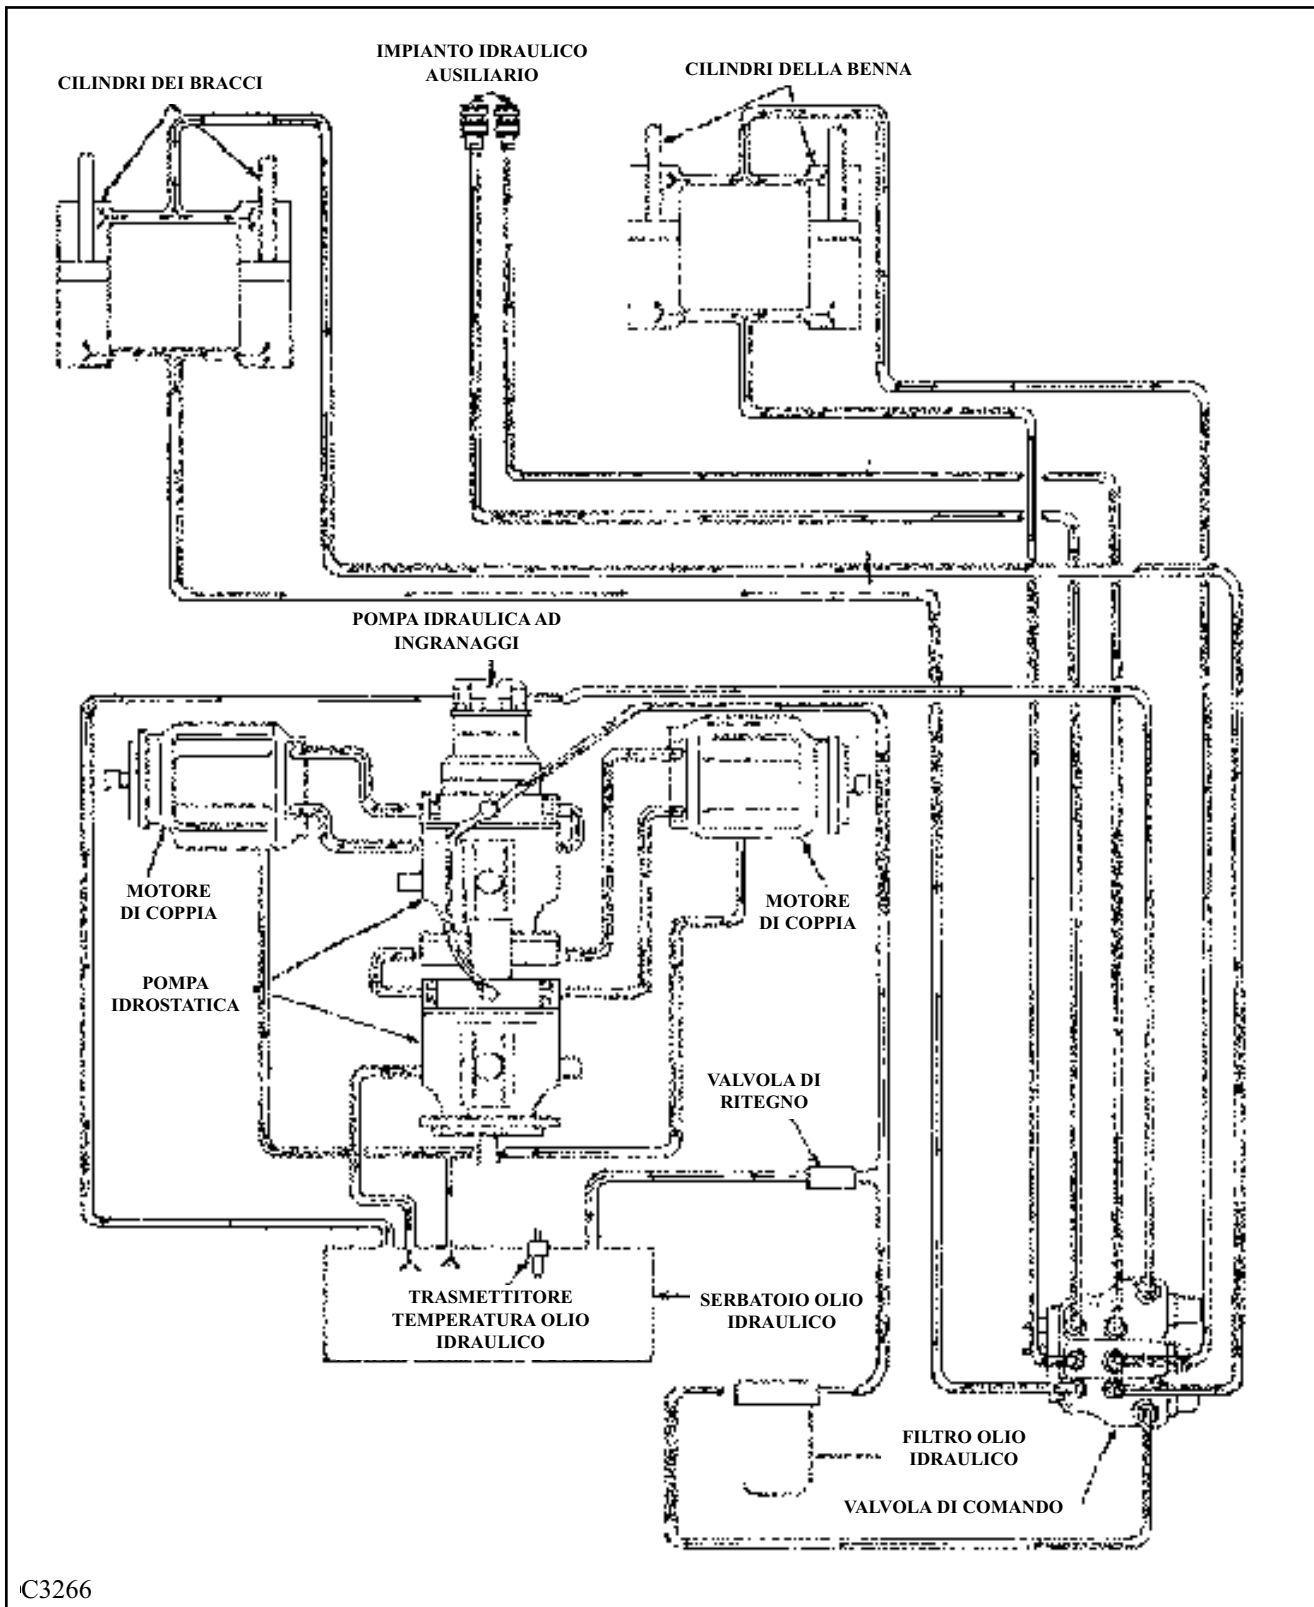 IMPIANTO IDRAULICO
AUSILIARIO
CILINDRI DEI BRACCI
CILINDRI DELLA BENNA
POMPA IDRAULICA AD
INGRANAGGI
MOTORE
DI COPPIA
MOTORE
DI COPPIA
POMPA
IDROSTATICA
VALVOLA DI
RITEGNO
TRASMETTITORE
TEMPERATURA OLIO
IDRAULICO
SERBATOIO OLIO
IDRAULICO
FILTRO OLIO
IDRAULICO
VALVOLA DI COMANDO
C3266